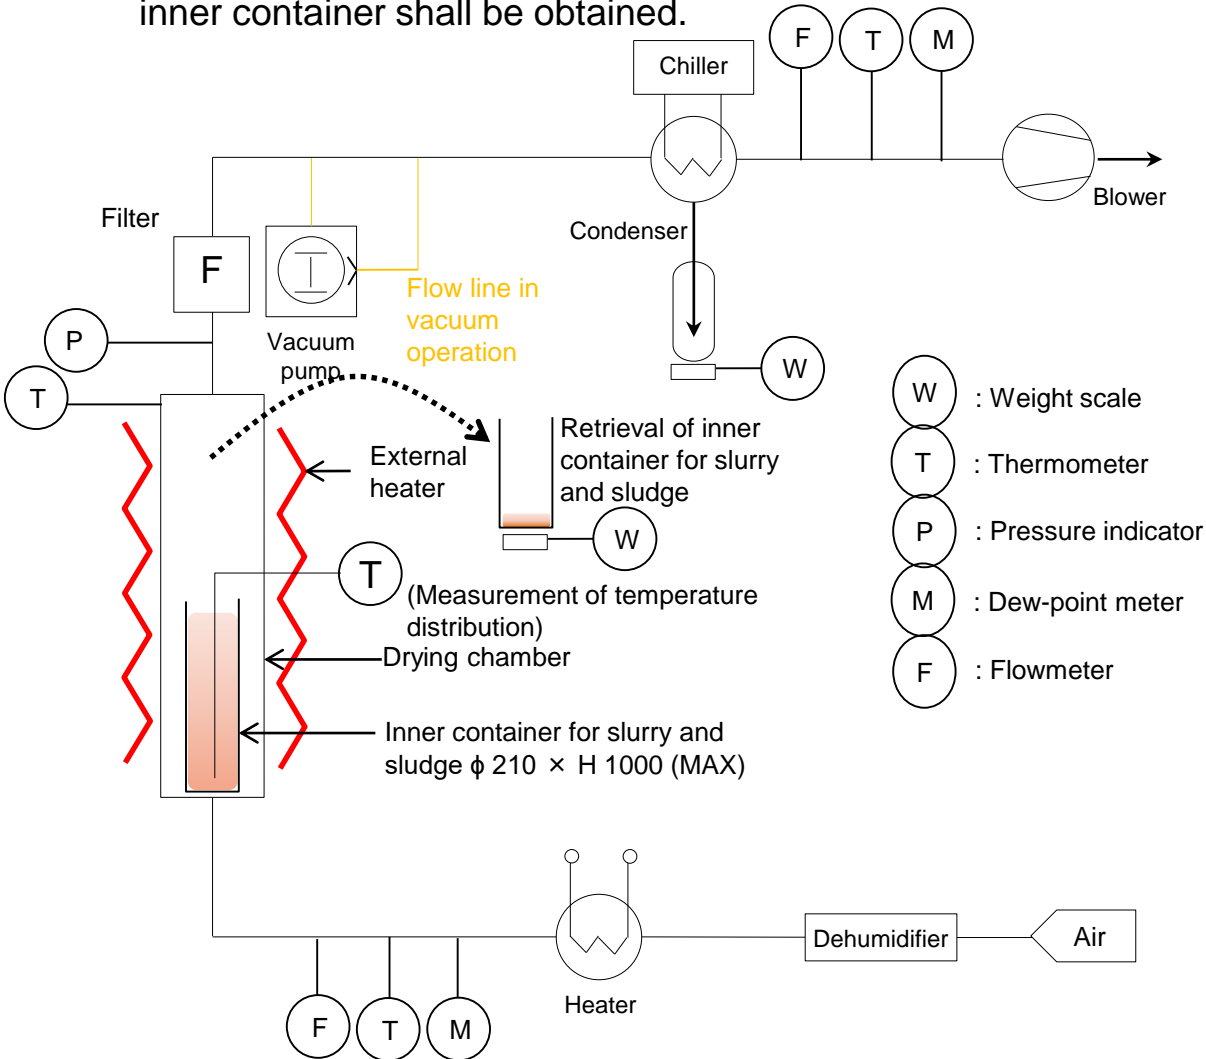 inner container shall be obtained.
F
T
M
Chiller
Blower
Filter
Condenser
F
Flow line in
vacuum
operation
P
Vacuum
pump
W
T
W
: Weight scale
Retrieval of inner
container for slurry
and sludge
External
heater
T
: Thermometer
W
P
: Pressure indicator
T
(Measurement of temperature
distribution)
M
: Dew-point meter
Drying chamber
F
: Flowmeter
Inner container for slurry and
sludge ϕ 210 × H 1000 (MAX)
Dehumidifier
Air
Heater
F
T
M